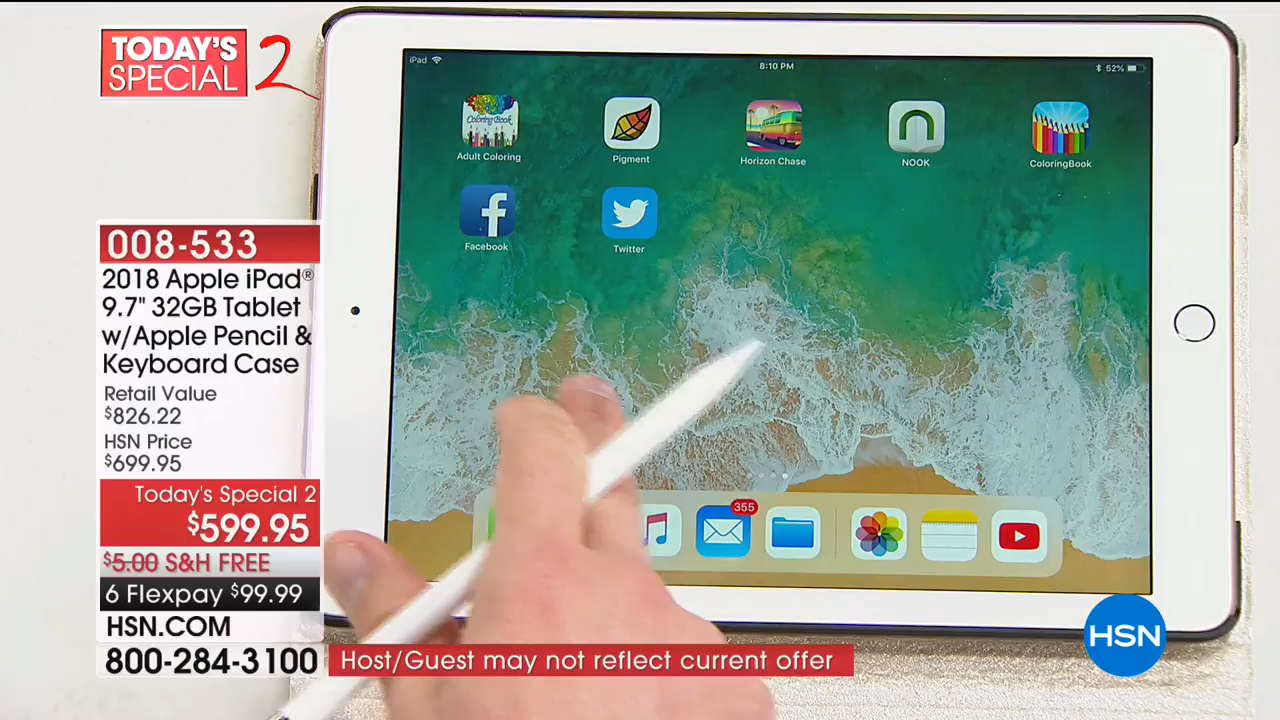 TODAY'S
SPECIAL 2
008-533
2018 Apple iPad®
9.7" 32GB Tablet
w/Apple Pencil &
Keyboard Case
Retail Value
$826.22
HSN Price
$699.95
Today's Special 2
$599.95
$5.00 S&H FREE
6 Flexpay $99.99
HSN.COM
800-284-3100
Host/Guest may not reflect current offer
HSN
iPad
8:10 PM
52%
Coloring Book
Adult Coloring
Pigment
Horizon Chase
NOOK
ColoringBook
Facebook
Twitter
355